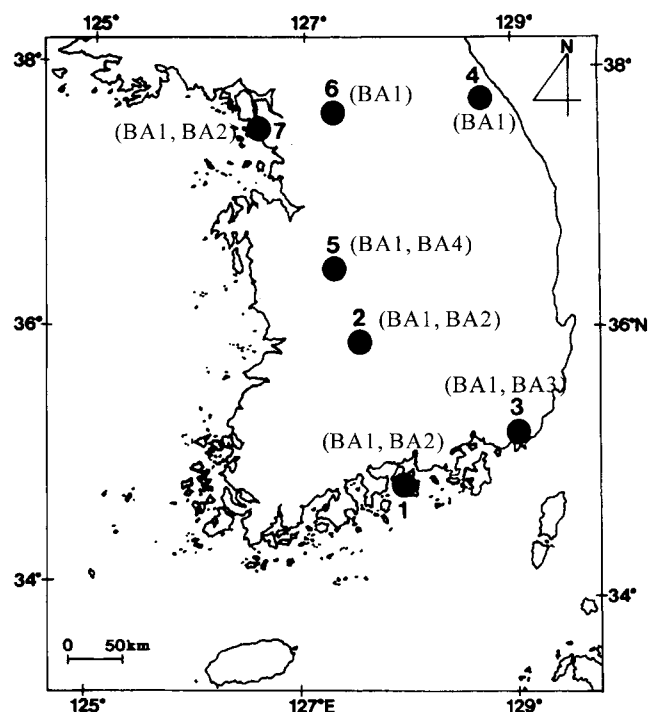 125° 127° 129°
38° 38°
N
6 (BA1)
4
(BA1)
(BA1, BA2) 7
5 (BA1, BA4)
2 (BA1, BA2)
36° 36°N
(BA1, BA3)
3
(BA1, BA2)
1
34° 34°
0 50km
125° 127°E 129°